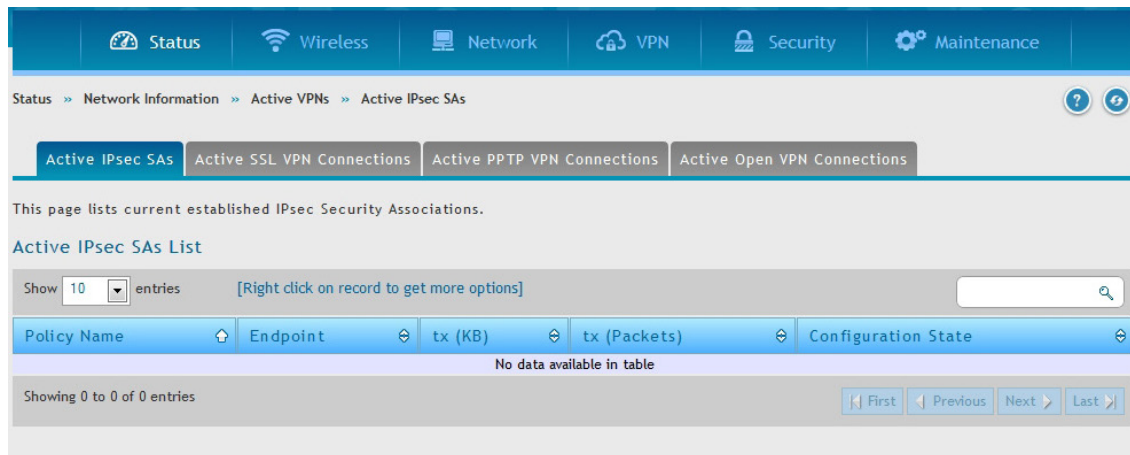 Status Wireless Network VPN Security Maintenance
Status » Network Information » Active VPNs » Active IPsec SAs
Active IPsec SAs Active SSL VPN Connections Active PPTP VPN Connections Active Open VPN Connections
This page lists current established IPsec Security Associations.
Active IPsec SAs List
Show 10 entries [Right click on record to get more options]
Policy Name Endpoint tx (KB) tx (Packets) Configuration State
No data available in table
Showing 0 to 0 of 0 entries First Previous Next Last